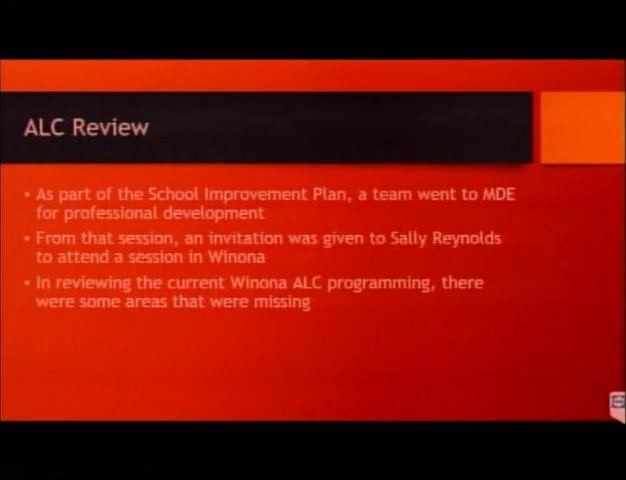 ALC Review
• As part of the School Improvement Plan, a team went to MDE
for professional development
• From that session, an invitation was given to Sally Reynolds
to attend a session in Winona
• In reviewing the current Winona ALC programming, there
were some areas that were missing